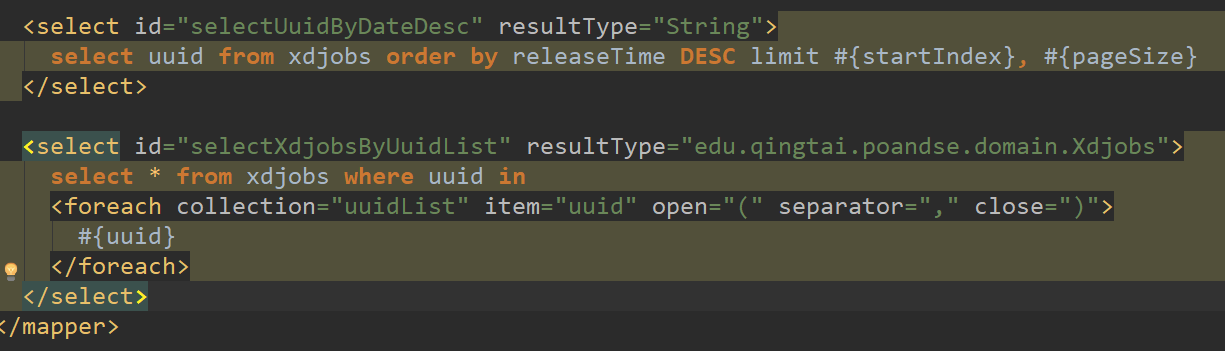 <select id="selectUuidByDateDesc" resultType="String">
select uuid from xdjobs order by releaseTime DESC limit #{startIndex}, #{pageSize}
</select>
<select id="selectXdjobsByUuidList" resultType="edu.qingtai.poandse.domain.Xdjobs">
select * from xdjobs where uuid in
<foreach collection="uuidList" item="uuid" open="(" separator="," close=")">
#{uuid}
</foreach>
</select>
</mapper>